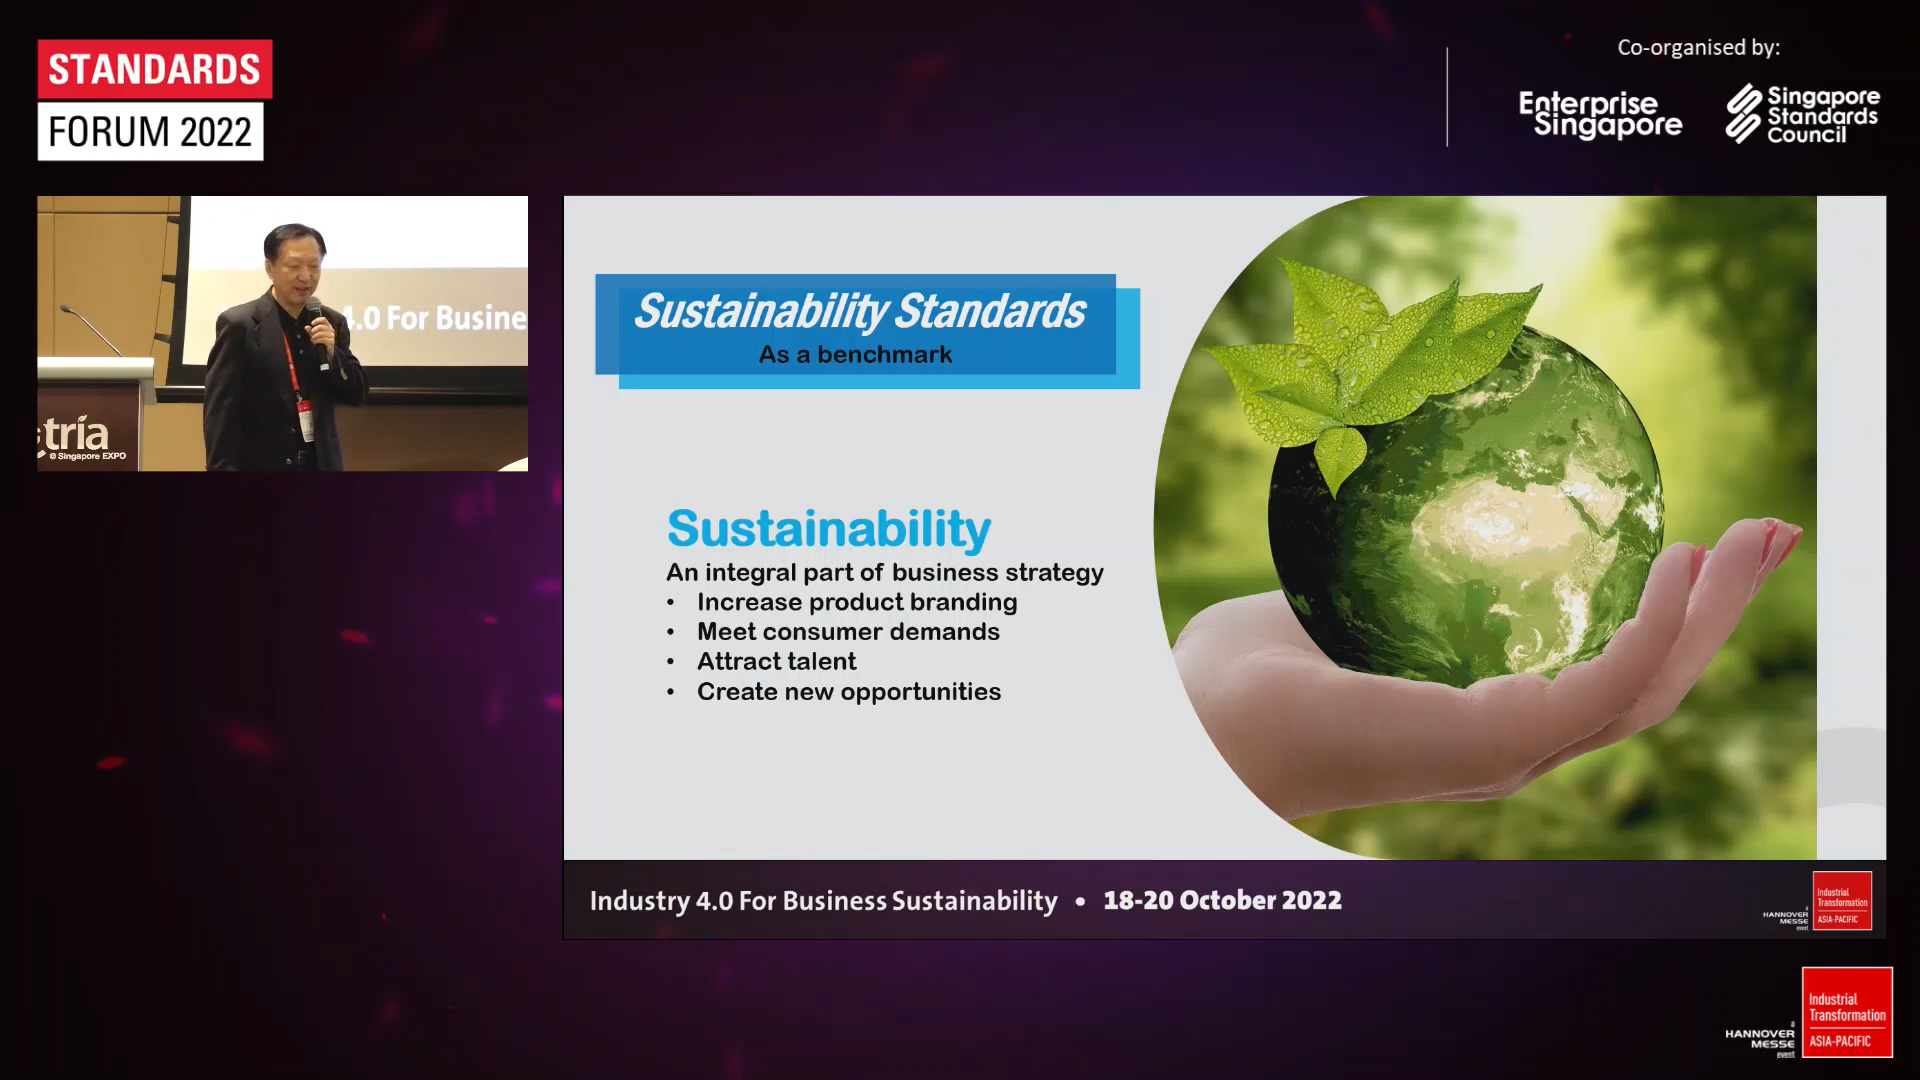 STANDARDS
FORUM 2022
Co-organised by:
Enterprise
Singapore
Singapore
Standards
Council
4.0 For Busine
tría
@ Singapore EXPO
Sustainability Standards
As a benchmark
Sustainability
An integral part of business strategy
• Increase product branding
• Meet consumer demands
• Attract talent
• Create new opportunities
Industry 4.0 For Business Sustainability • 18-20 October 2022
a
HANNOVER
MESSE
event
Industrial
Transformation
ASIA-PACIFIC
a
HANNOVER
MESSE
event
Industrial
Transformation
ASIA-PACIFIC